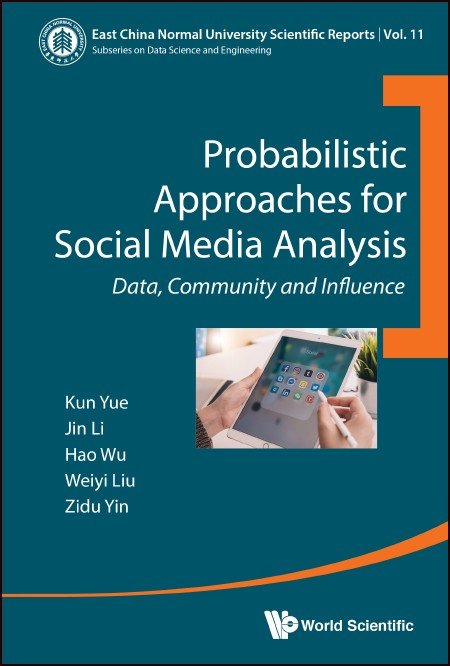 East China Normal University Scientific Reports | Vol. 11
Subseries on Data Science and Engineering
Probabilistic
Approaches for
Social Media Analysis
Data, Community and Influence
Kun Yue
Jin Li
Hao Wu
Weiyi Liu
Zidu Yin
World Scientific